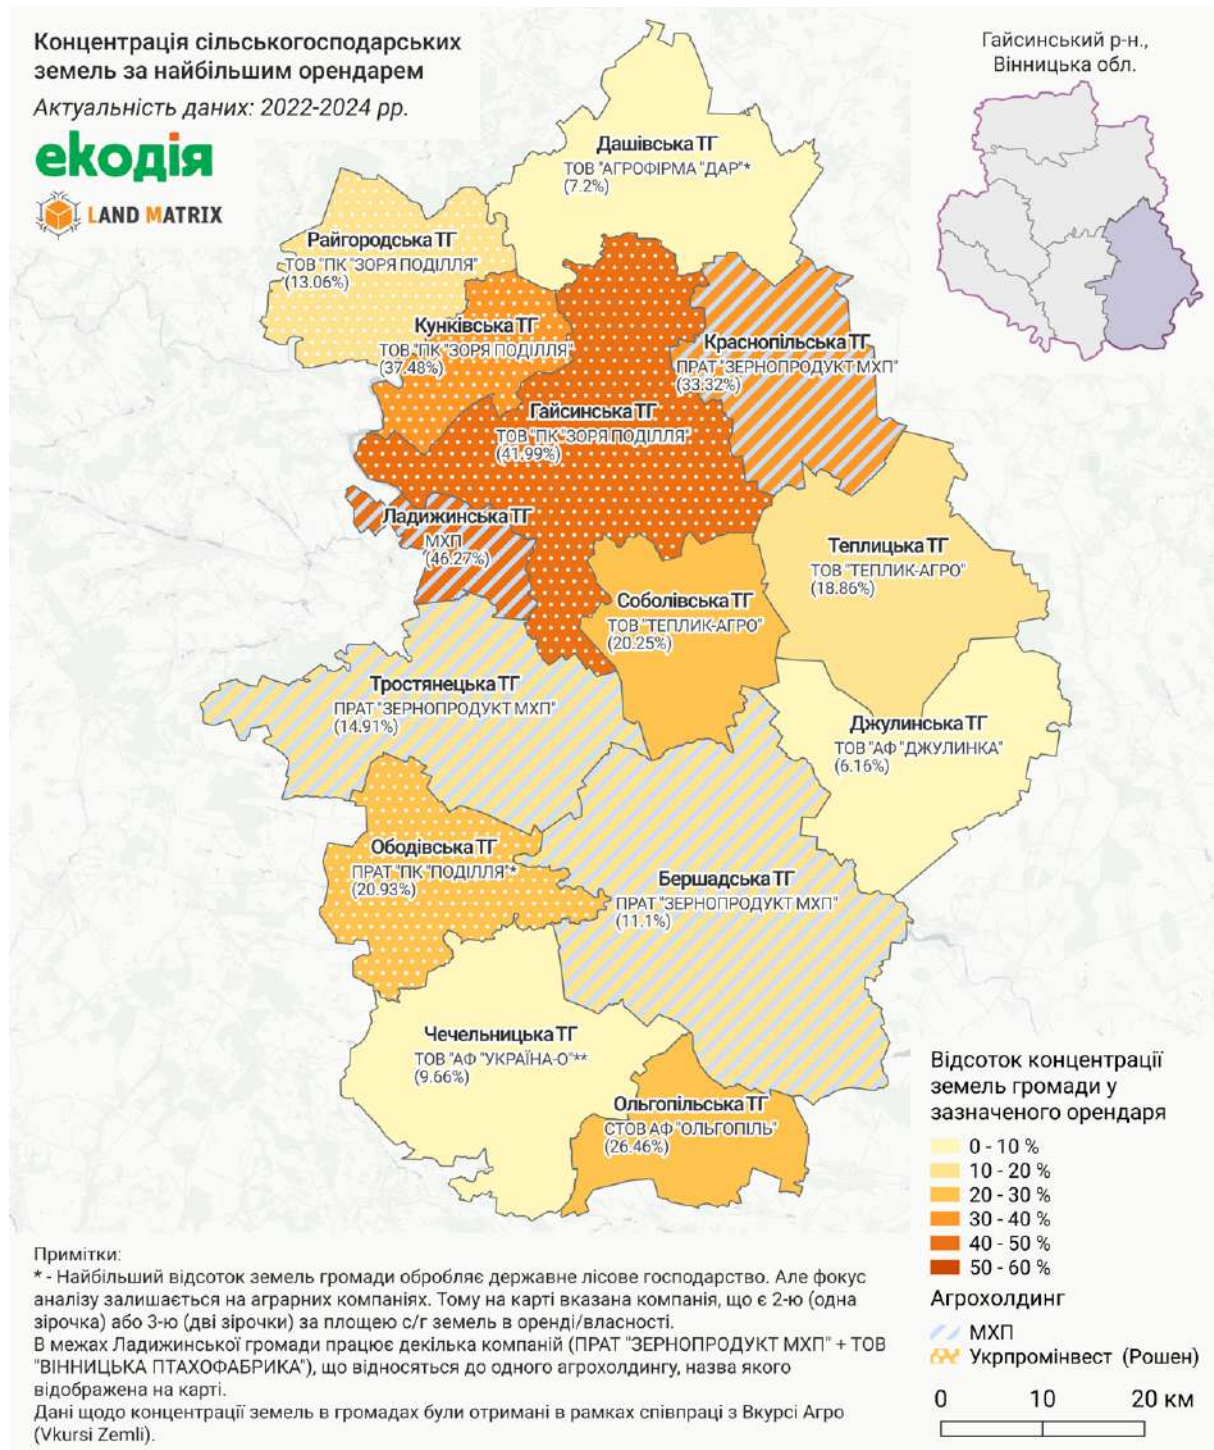 Концентрація сільськогосподарських
земель за найбільшим орендарем
Актуальність даних: 2022-2024 рр.
екодія
LAND MATRIX
Гайсинський р-н.,
Вінницька обл.
Дашівська ТГ
ТОВ "АГРОФІРМА "ДАР"*
(7.2%)
Райгородська ТГ
ТОВ "ПК "ЗОРЯ ПОДІЛЛЯ"
(13.06%)
Кунківська ТГ
ТОВ "ПК "ЗОРЯ ПОДІЛЛЯ"
(37.48%)
Краснопільська ТГ
ПРАТ "ЗЕРНОПРОДУКТ МХП"
(33.32%)
Гайсинська ТГ
ТОВ "ПК "ЗОРЯ ПОДІЛЛЯ"
(41.99%)
Ладижинська ТГ
МХП
(46.27%)
Теплицька ТГ
ТОВ "ТЕПЛИК-АГРО"
(18.86%)
Соболівська ТГ
ТОВ "ТЕПЛИК-АГРО"
(20.25%)
Тростянецька ТГ
ПРАТ "ЗЕРНОПРОДУКТ МХП"
(14.91%)
Джулинська ТГ
ТОВ "АФ "ДЖУЛИНКА"
(6.16%)
Ободівська ТГ
ПРАТ "ПК "ПОДІЛЛЯ"*
(20.93%)
Бершадська ТГ
ПРАТ "ЗЕРНОПРОДУКТ МХП"
(11.1%)
Чечельницька ТГ
ТОВ "АФ "УКРАЇНА-О"**
(9.66%)
Ольгопільська ТГ
СТОВ АФ "ОЛЬГОПІЛЬ"
(26.46%)
Відсоток концентрації
земель громади у
зазначеного орендаря
0 - 10 %
10 - 20 %
20 - 30 %
30 - 40 %
40 - 50 %
50 - 60 %
Агрохолдинг
МХП
Укрпромінвест (Рошен)
0 10 20 км
Примітки:
* - Найбільший відсоток земель громади обробляє державне лісове господарство. Але фокус
аналізу залишається на аграрних компаніях. Тому на карті вказана компанія, що є 2-ю (одна
зірочка) або 3-ю (дві зірочки) за площею с/г земель в оренді/власності.
В межах Ладижинської громади працює декілька компаній (ПРАТ "ЗЕРНОПРОДУКТ МХП" + ТОВ
"ВІННИЦЬКА ПТАХОФАБРИКА"), що відносяться до одного агрохолдингу, назва якого
відображена на карті.
Дані щодо концентрації земель в громадах були отримані в рамках співпраці з Вкурсі Агро
(Vkursi Zemli).